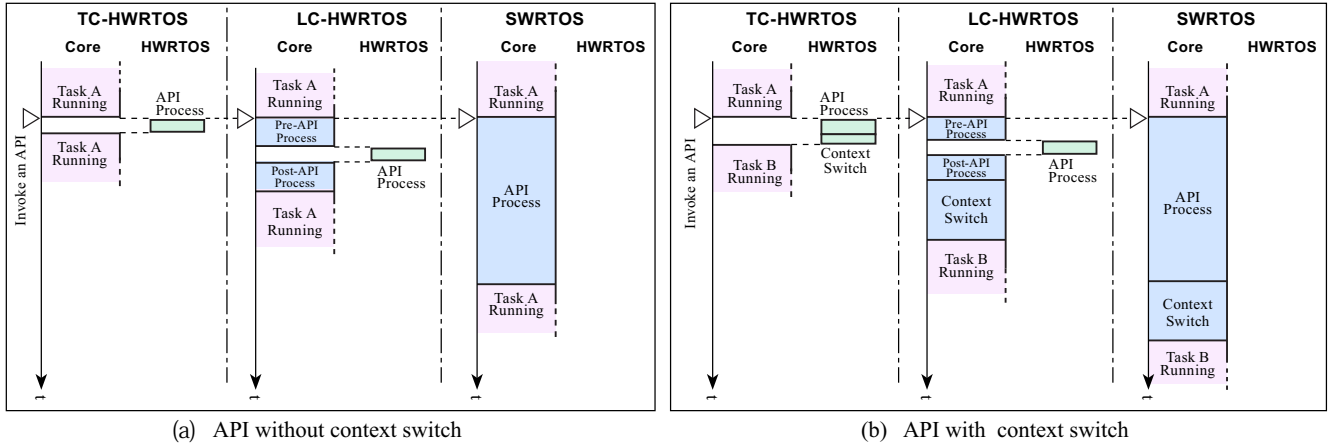 TC-HWRTOS LC-HWRTOS SWRTOS
Core HWRTOS Core HWRTOS Core HWRTOS
Invoke an API
Task A
Running
API
Process
Task A
Running
t
Task A
Running
Pre-API
Process
Post-API
Process
API
Process
Task A
Running
t
Task A
Running
API
Process
Task A
Running
t
(a) API without context switch
TC-HWRTOS LC-HWRTOS SWRTOS
Core HWRTOS Core HWRTOS Core HWRTOS
Invoke an API
Task A
Running
API
Process
Context
Switch
Task B
Running
t
Task A
Running
Pre-API
Process
Post-API
Process
API
Process
Context
Switch
Task B
Running
t
Task A
Running
API
Process
Context
Switch
Task B
Running
t
(b) API with context switch